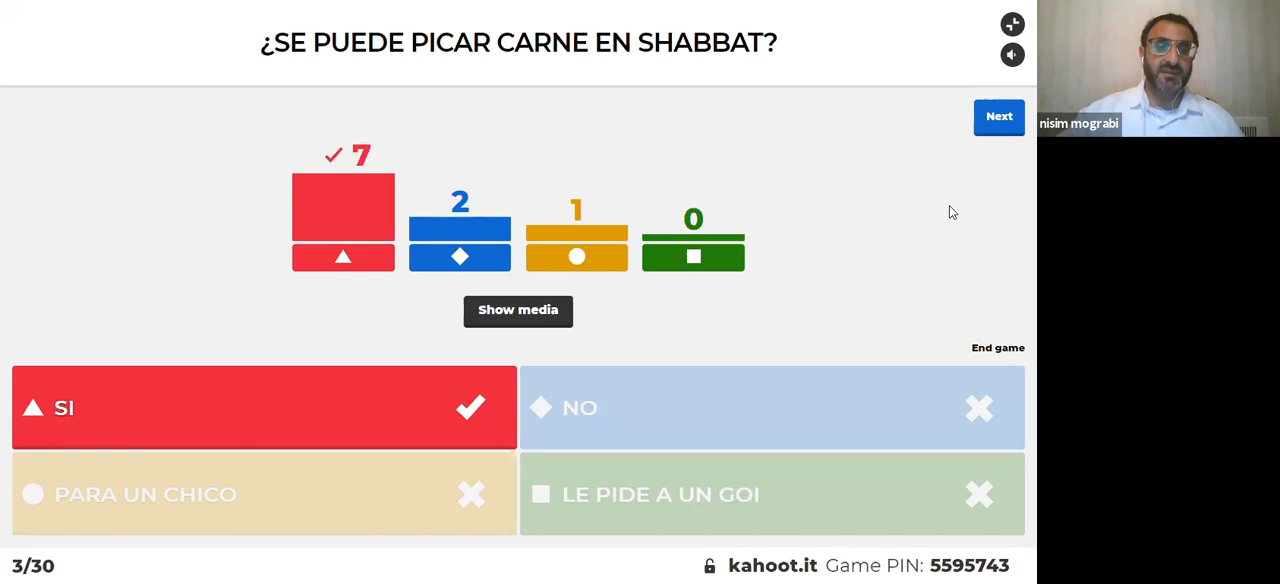 ¿SE PUEDE PICAR CARNE EN SHABBAT?
Next
nisim mograbi
7
2
1
0
Show media
End game
SI
NO
PARA UN CHICO
LE PIDE A UN GOI
3/30
kahoot.it Game PIN: 5595743